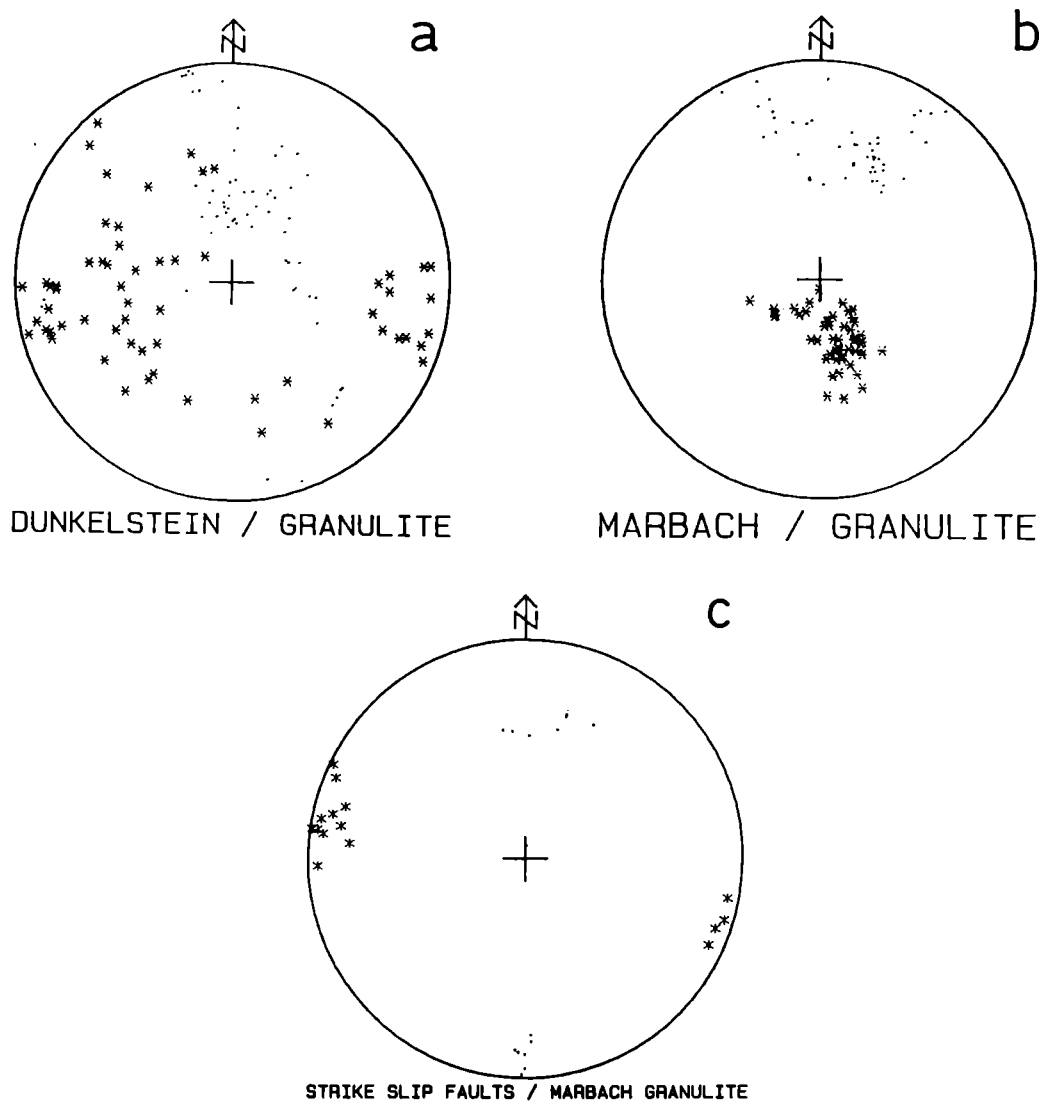 N
a
N
b
DUNKELSTEIN / GRANULITE
MARBACH / GRANULITE
N
c
STRIKE SLIP FAULTS / MARBACH GRANULITE